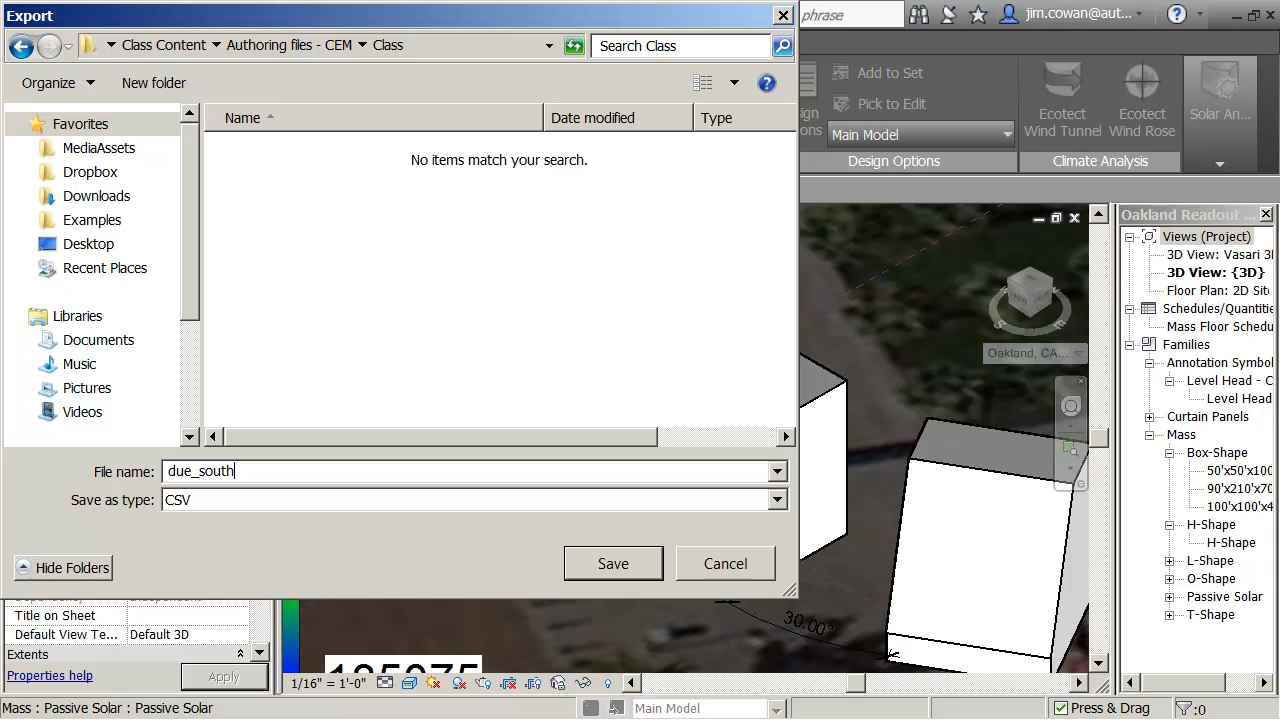 Export
phrase
jim.cowan@aut...
Class Content
Authoring files - CEM
Class
Search Class
Organize
New folder
Add to Set
Pick to Edit
Main Model
Design Options
Ecotect
Wind Tunnel
Ecotect
Wind Rose
Climate Analysis
Solar An...
Name
Date modified
Type
No items match your search.
Favorites
MediaAssets
Dropbox
Downloads
Examples
Desktop
Recent Places
Libraries
Documents
Music
Pictures
Videos
File name:
due_south
Save as type:
CSV
Hide Folders
Save
Cancel
Oakland, CA...
Oakland Readout ...
Views (Project)
3D View: Vasari 3
3D View: {3D}
Floor Plan: 2D Sit
Schedules/Quantitie
Mass Floor Schedu
Families
Annotation Symbol
Level Head - C
Level Head
Curtain Panels
Mass
Box-Shape
50'x50'x100
90'x210'x70
100'x100'x4
H-Shape
H-Shape
L-Shape
O-Shape
Passive Solar
T-Shape
30.00°
Title on Sheet
Default View Te...
Default 3D
Extents
Properties help
Apply
1/16" = 1'-0"
Mass : Passive Solar : Passive Solar
Main Model
Press & Drag
:0